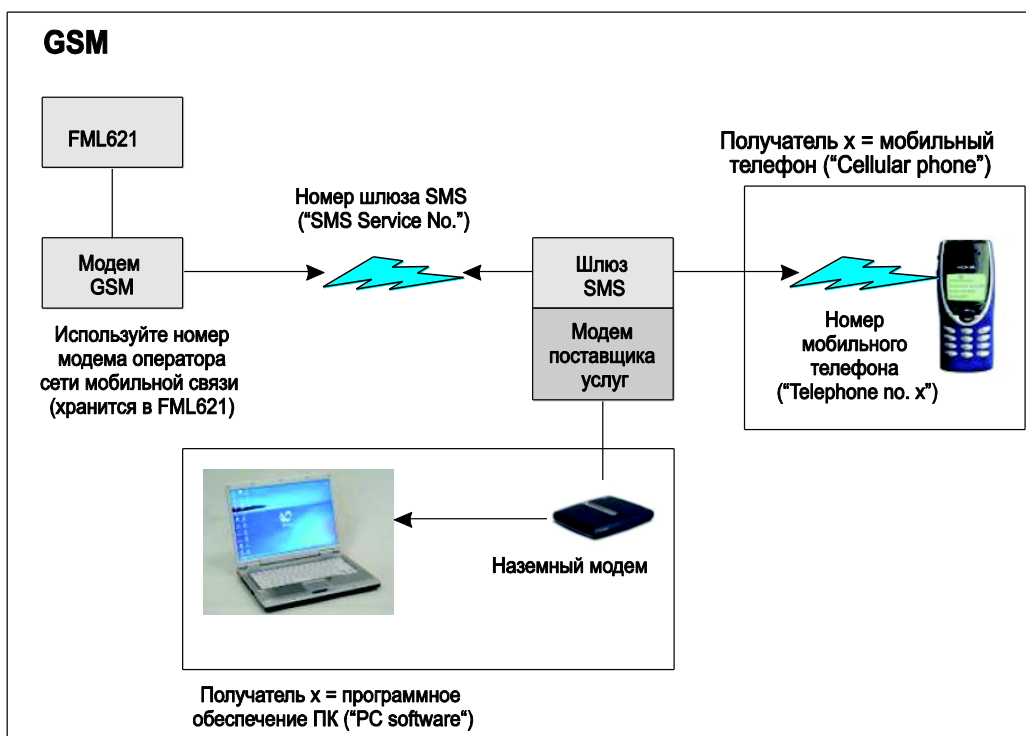 GSM
FML621
Модем
GSM
Используйте номер
модема оператора
сети мобильной связи
(хранится в FML621)
Номер шлюза SMS
(“SMS Service No.”)
Шлюз
SMS
Модем
поставщика
услуг
Получатель x = мобильный
телефон (“Cellular phone”)
Номер
мобильного
телефона
(“Telephone no. x”)
Наземный модем
Получатель x = программное
обеспечение ПК (“PC software“)